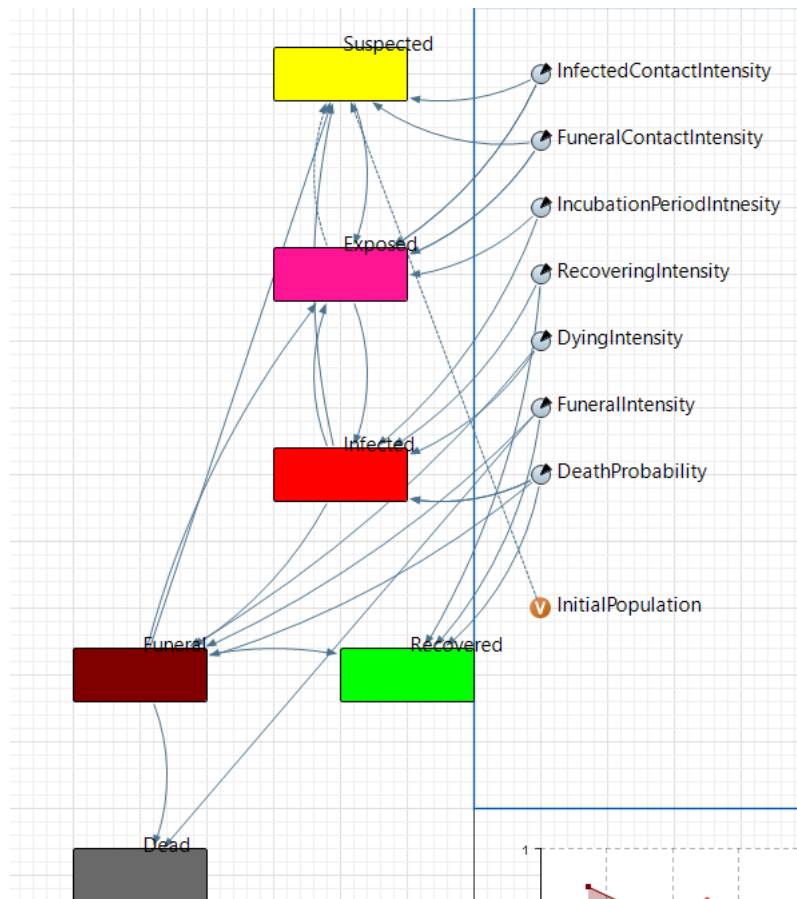 Suspected
InfectedContactIntensity
FuneralContactIntensity
IncubationPeriodIntnesity
Exposed
RecoveringIntensity
DyingIntensity
FuneralIntensity
Infected
DeathProbability
V InitialPopulation
Funeral
Recovered
Dead
1